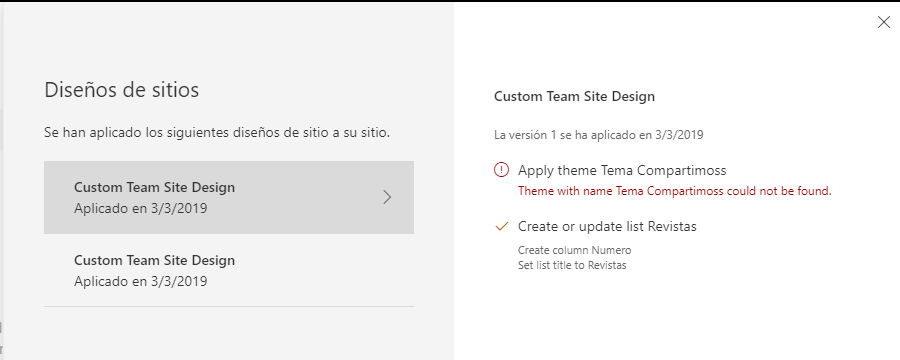 Diseños de sitios
Se han aplicado los siguientes diseños de sitio a su sitio.
Custom Team Site Design
Aplicado en 3/3/2019
Custom Team Site Design
Aplicado en 3/3/2019
Custom Team Site Design
La versión 1 se ha aplicado en 3/3/2019
Apply theme Tema Compartimoss
Theme with name Tema Compartimoss could not be found.
Create or update list Revistas
Create column Numero
Set list title to Revistas